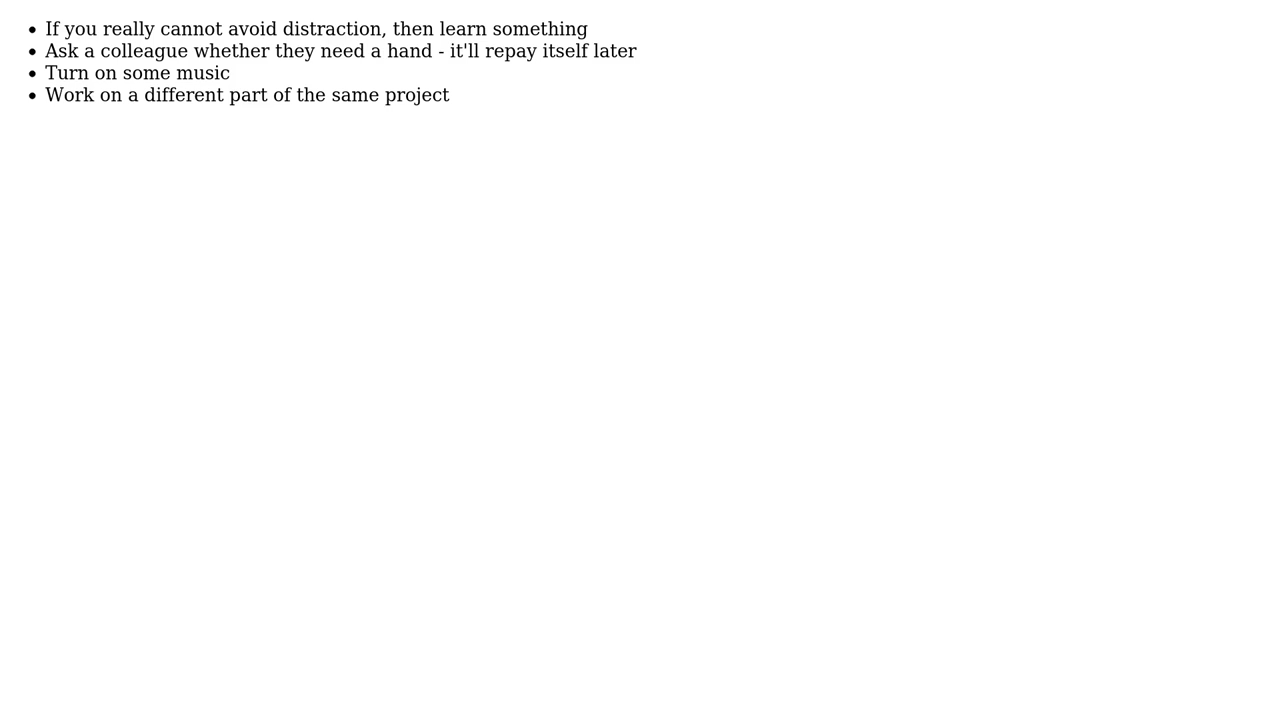 If you really cannot avoid distraction, then learn something
Ask a colleague whether they need a hand - it'll repay itself later
Turn on some music
Work on a different part of the same project